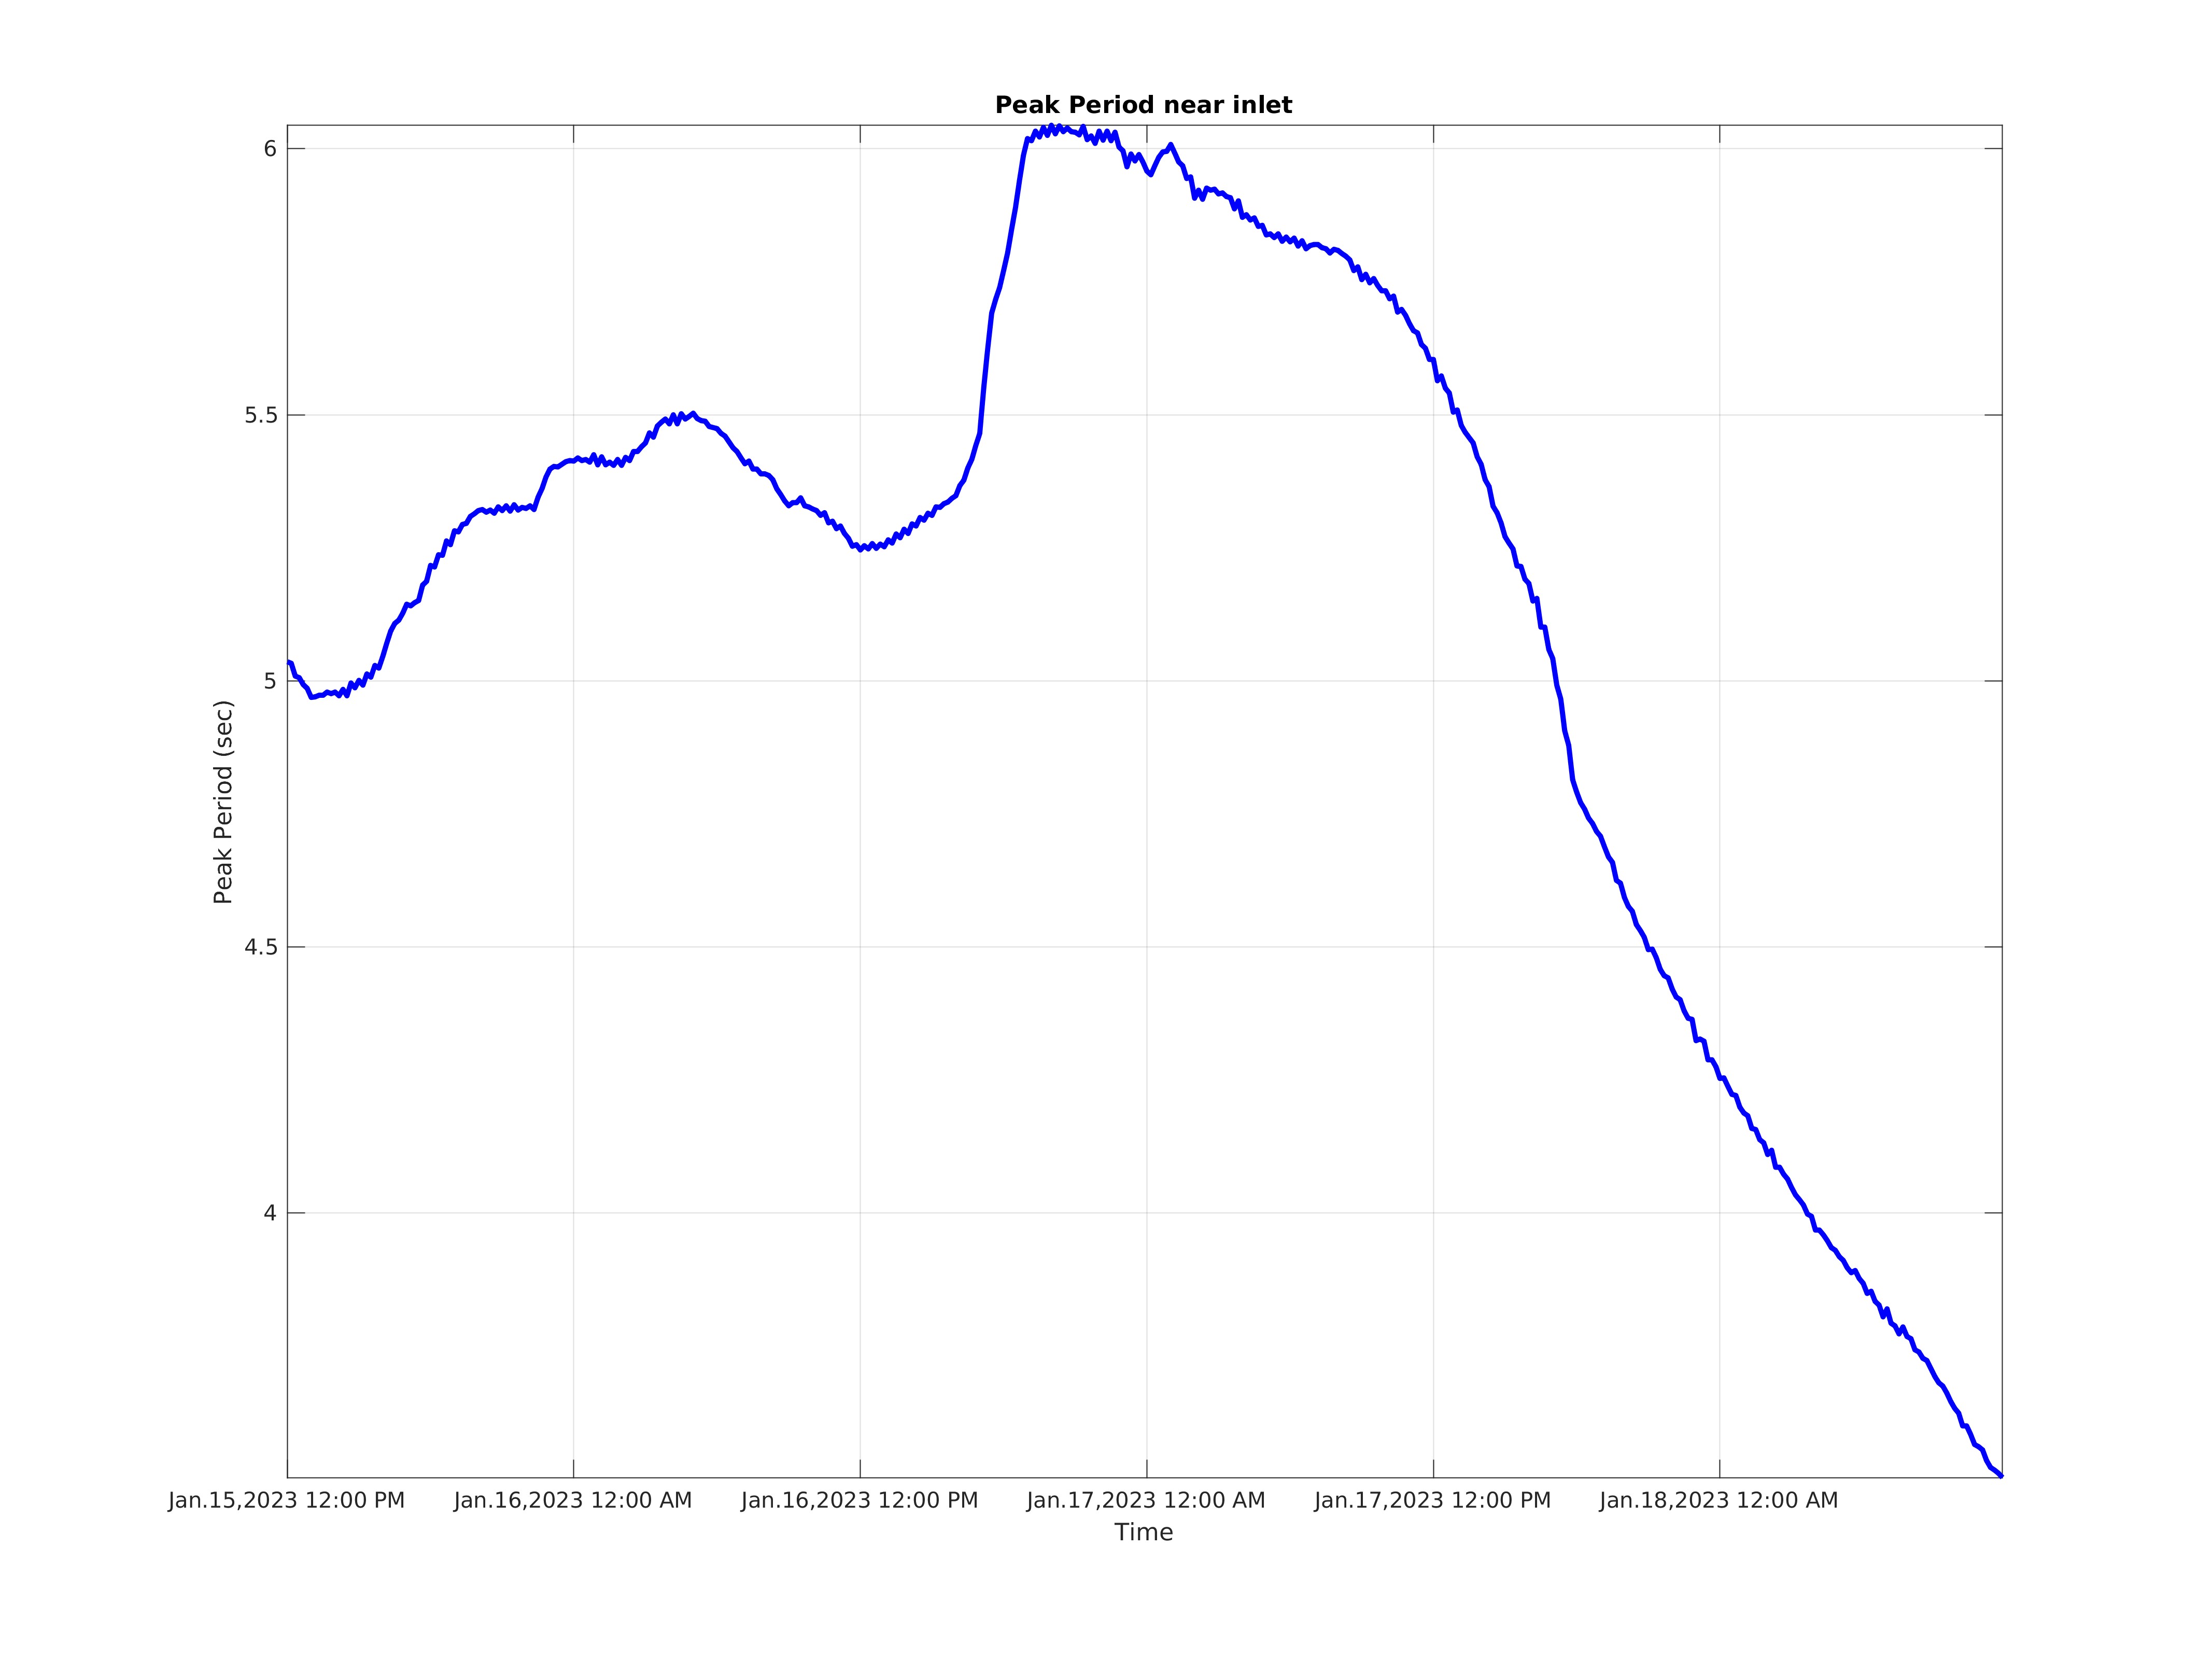 Peak Period near inlet
6
5.5
5
4.5
4
Peak Period (sec)
Jan.15,2023 12:00 PM
Jan.16,2023 12:00 AM
Jan.16,2023 12:00 PM
Jan.17,2023 12:00 AM
Jan.17,2023 12:00 PM
Jan.18,2023 12:00 AM
Time